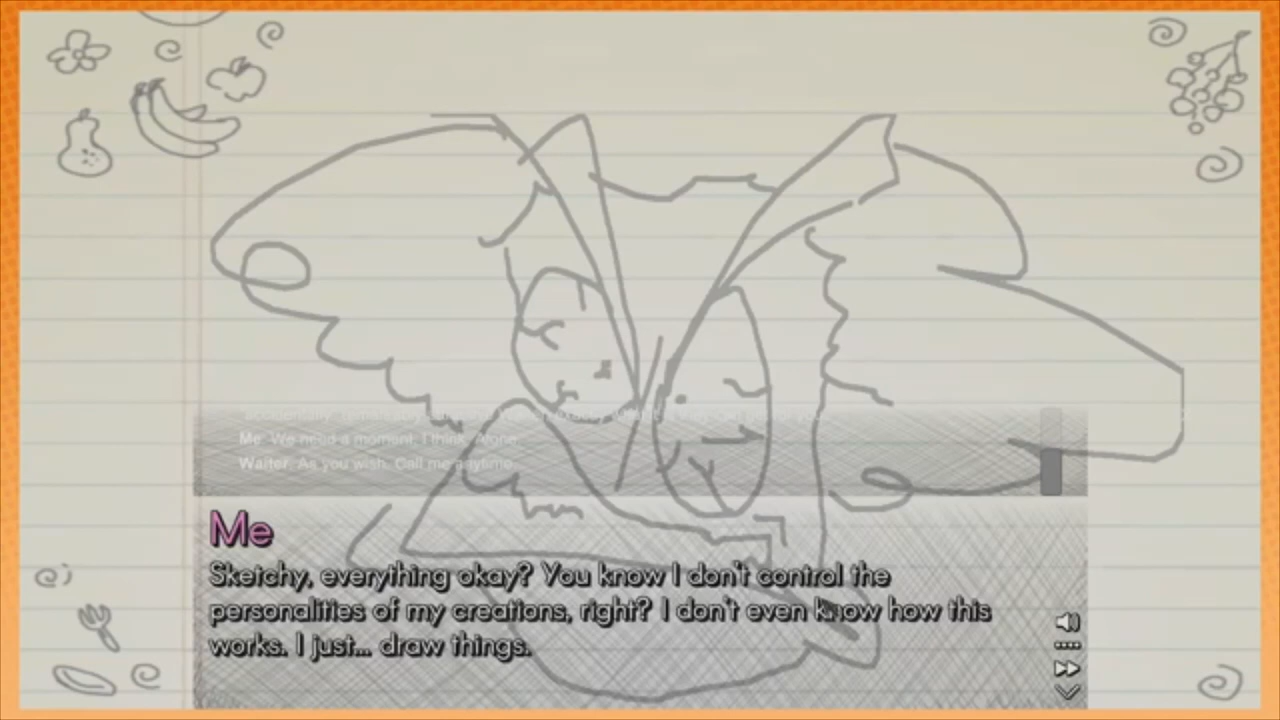 Me: We need a moment, I think. Alone.
Waiter: As you wish. Call me anytime.
Me
Sketchy, everything okay? You know I don't control the
personalities of my creations, right? I don't even know how this
works. I just... draw things.